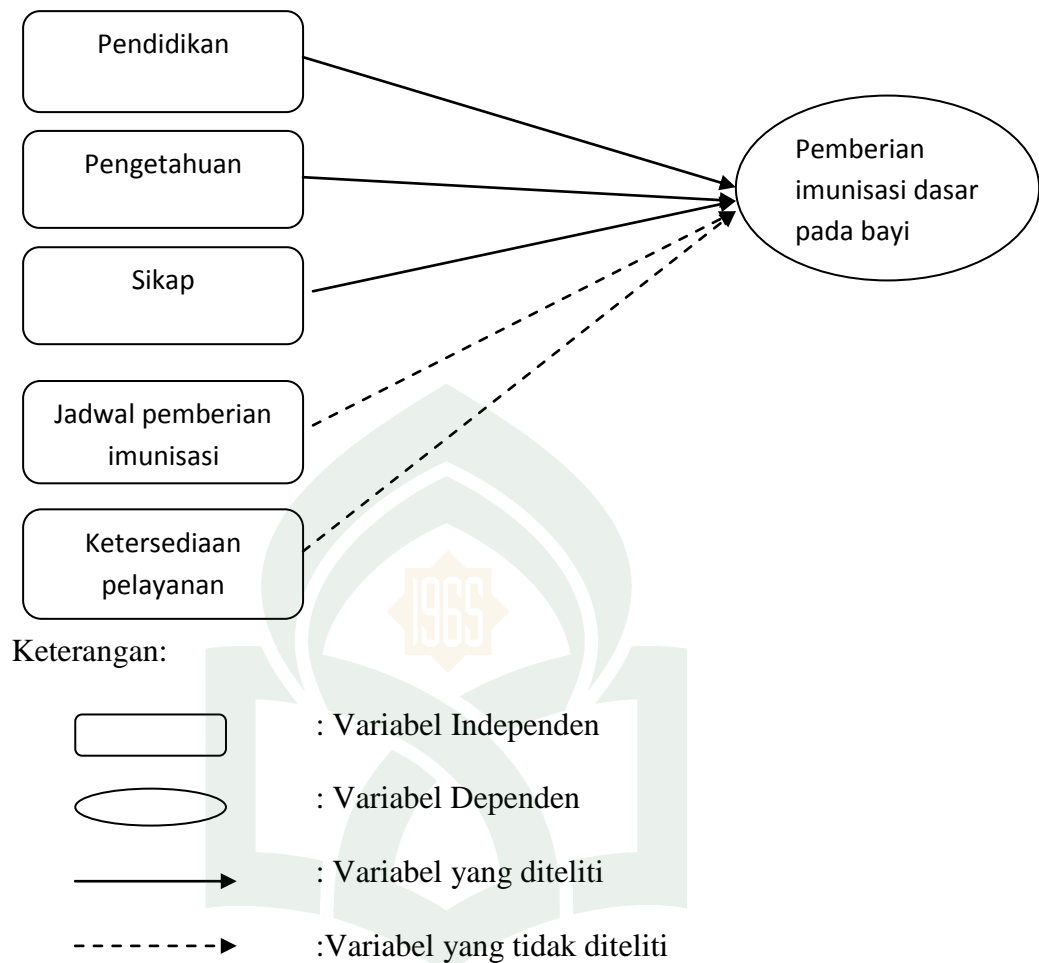 Pendidikan
Pengetahuan
Sikap
Jadwal pemberian
imunisasi
Ketersediaan
pelayanan
Pemberian
imunisasi dasar
pada bayi
1965
Keterangan:
: Variabel Independen
: Variabel Dependen
: Variabel yang diteliti
:Variabel yang tidak diteliti